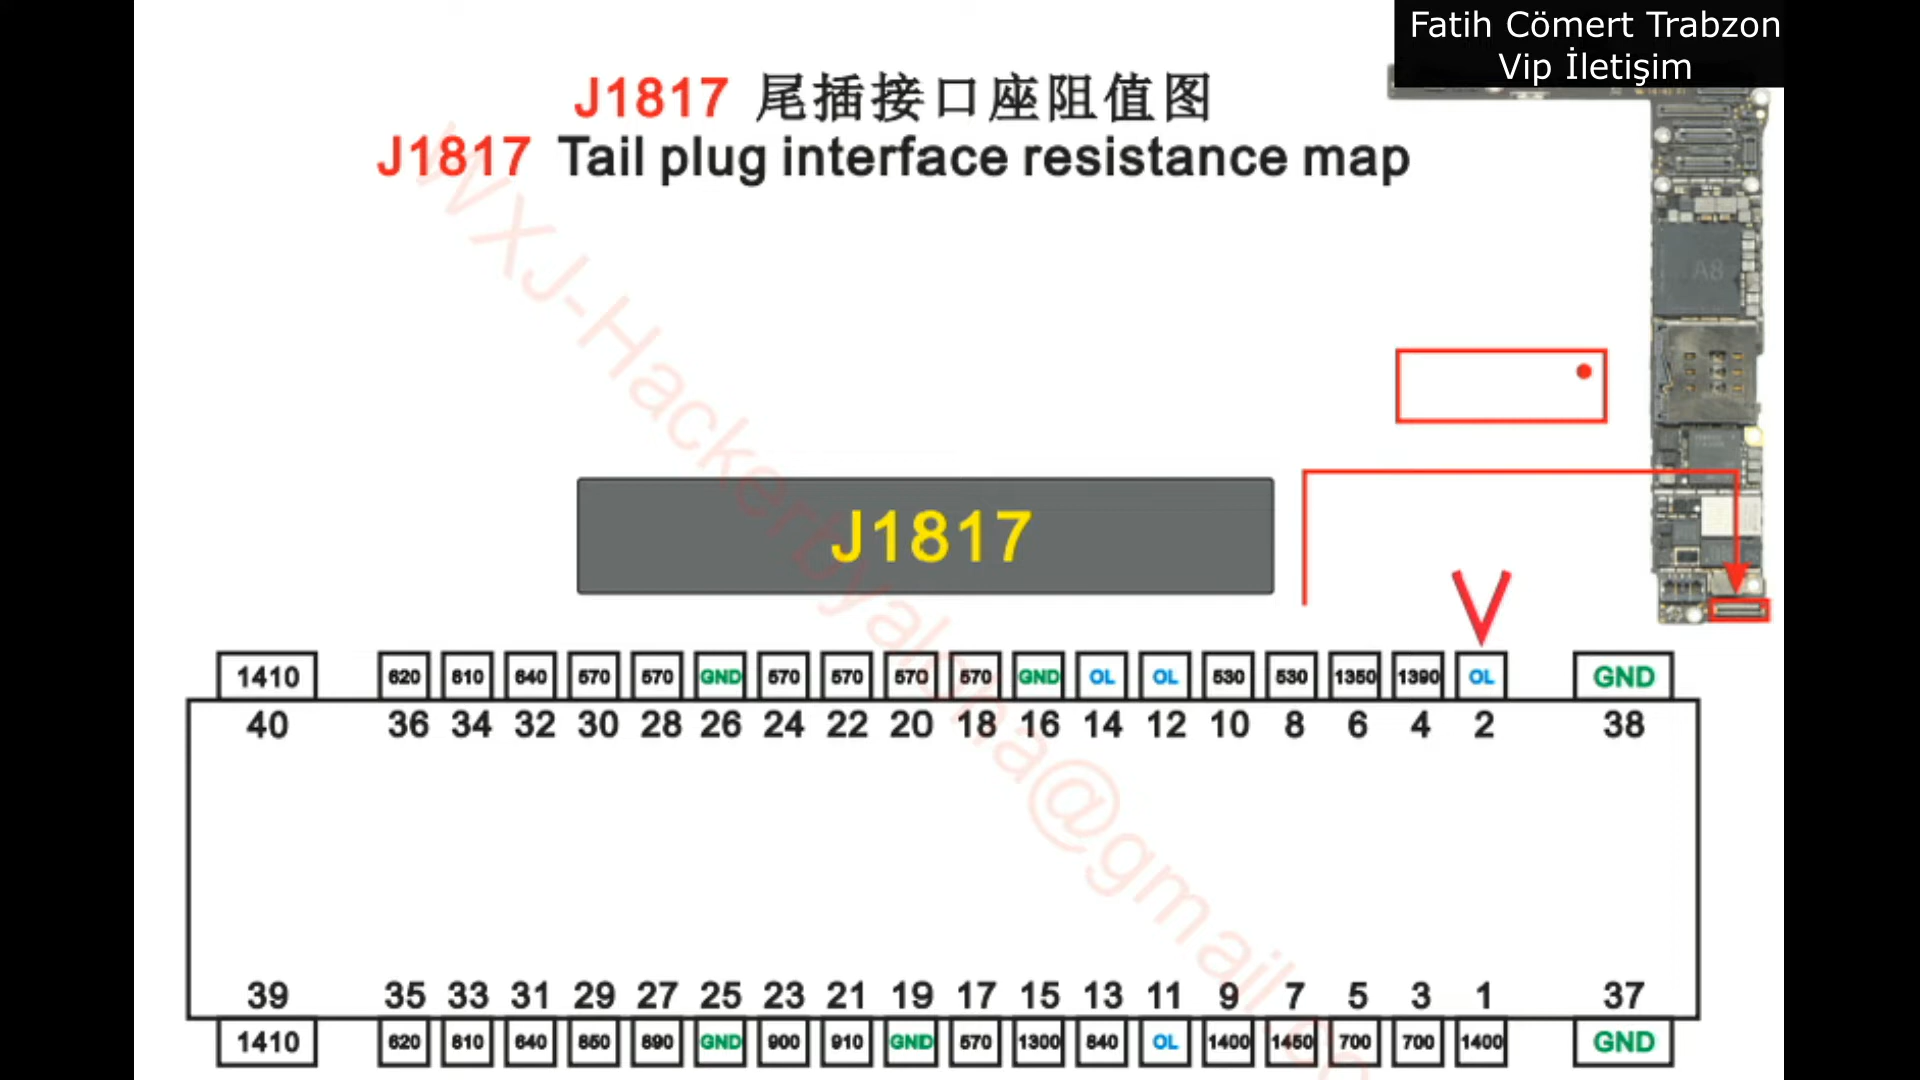 Fatih Cömert Trabzon
Vip İletişim
J1817 尾插接口座阻值图
J1817 Tail plug interface resistance map
WXJ-Hackerbyalpha@gmail.co
A8
J1817
1410 620 810 640 570 570 GND 570 570 570 570 GND OL OL 530 530 1350 1390 OL GND
40 36 34 32 30 28 26 24 22 20 18 16 14 12 10 8 6 4 2 38
39 35 33 31 29 27 25 23 21 19 17 15 13 11 9 7 5 3 1 37
1410 620 810 640 850 890 GND 900 910 GND 570 1300 840 OL 1400 1450 700 700 1400 GND